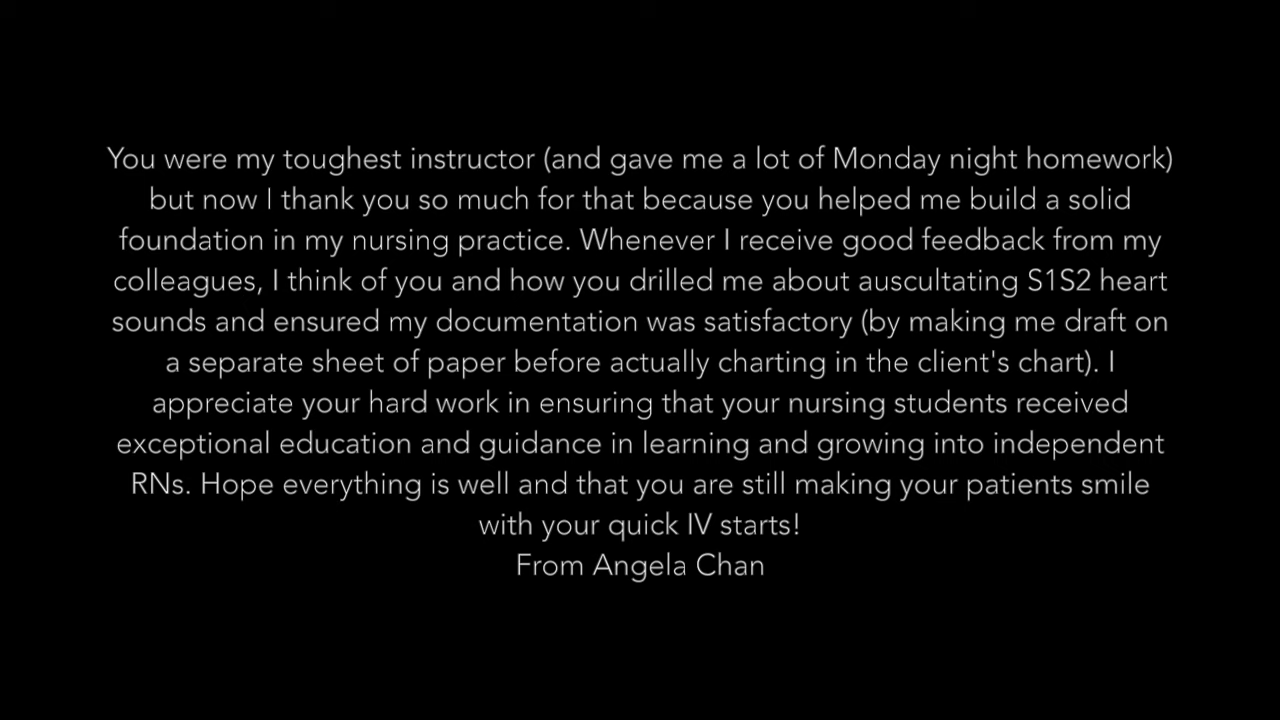 You were my toughest instructor (and gave me a lot of Monday night homework)
but now I thank you so much for that because you helped me build a solid
foundation in my nursing practice. Whenever I receive good feedback from my
colleagues, I think of you and how you drilled me about auscultating S1S2 heart
sounds and ensured my documentation was satisfactory (by making me draft on
a separate sheet of paper before actually charting in the client's chart). I
appreciate your hard work in ensuring that your nursing students received
exceptional education and guidance in learning and growing into independent
RNs. Hope everything is well and that you are still making your patients smile
with your quick IV starts!
From Angela Chan